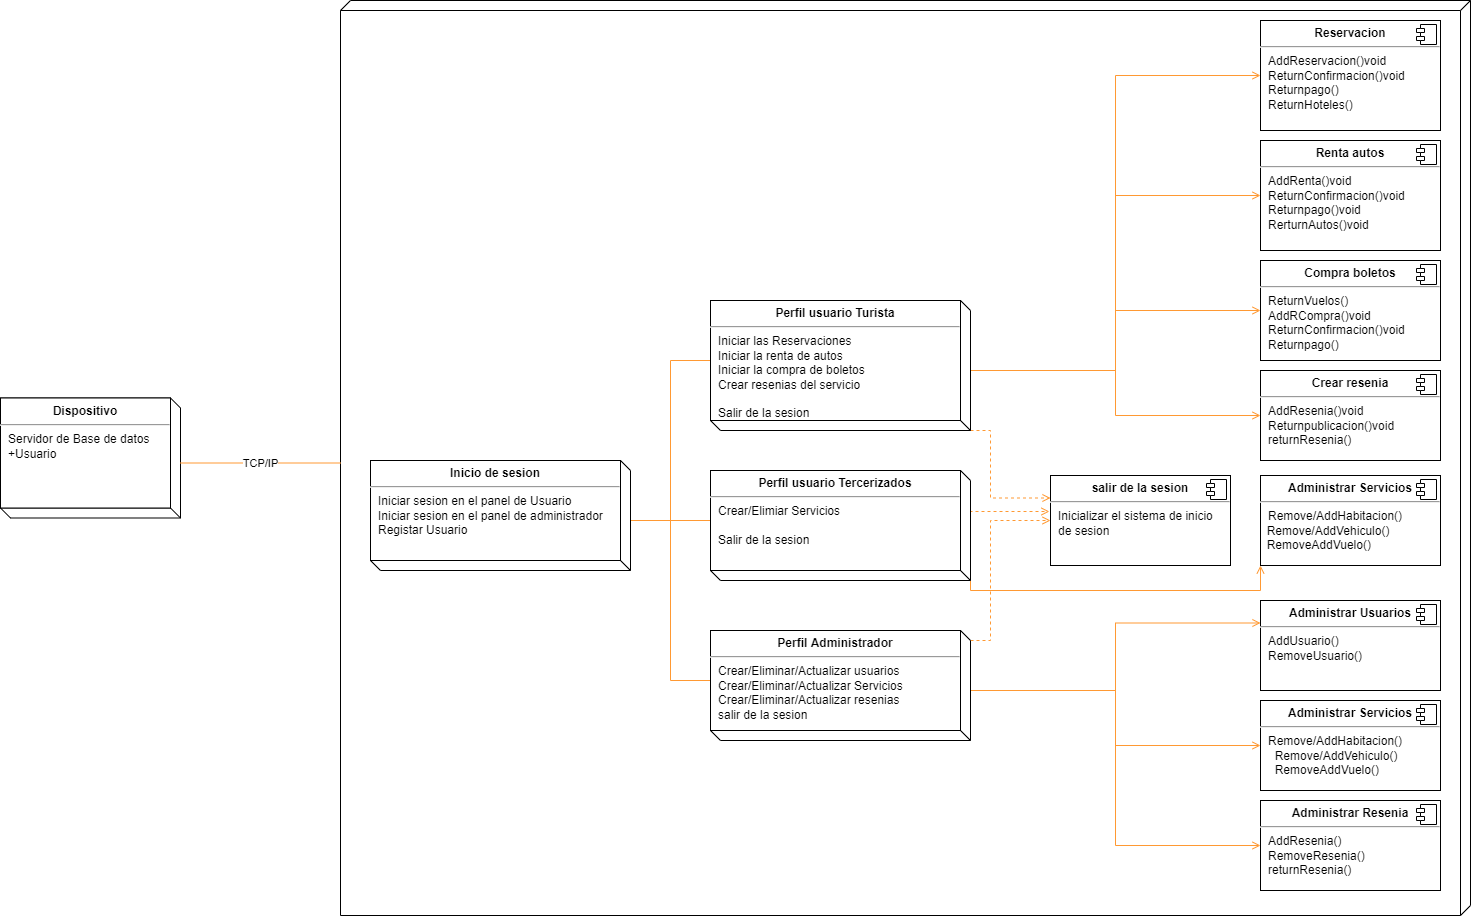 Dispositivo
Servidor de Base de datos
+Usuario
TCP/IP
Inicio de sesion
Iniciar sesion en el panel de Usuario
Iniciar sesion en el panel de administrador
Registar Usuario
Perfil usuario Turista
Iniciar las Reservaciones
Iniciar la renta de autos
Iniciar la compra de boletos
Crear resenias del servicio
Salir de la sesion
Perfil usuario Tercerizados
Crear/Elimiar Servicios
Salir de la sesion
Perfil Administrador
Crear/Eliminar/Actualizar usuarios
Crear/Eliminar/Actualizar Servicios
Crear/Eliminar/Actualizar resenias
salir de la sesion
salir de la sesion
Inicializar el sistema de inicio
de sesion
Reservacion
AddReservacion()void
ReturnConfirmacion()void
Returnpago()
ReturnHoteles()
Renta autos
AddRenta()void
ReturnConfirmacion()void
Returnpago()void
RerturnAutos()void
Compra boletos
ReturnVuelos()
AddRCompra()void
ReturnConfirmacion()void
Returnpago()
Crear resenia
AddResenia()void
Returnpublicacion()void
returnResenia()
Administrar Servicios
Remove/AddHabitacion()
Remove/AddVehiculo()
RemoveAddVuelo()
Administrar Usuarios
AddUsuario()
RemoveUsuario()
Administrar Servicios
Remove/AddHabitacion()
Remove/AddVehiculo()
RemoveAddVuelo()
Administrar Resenia
AddResenia()
RemoveResenia()
returnResenia()